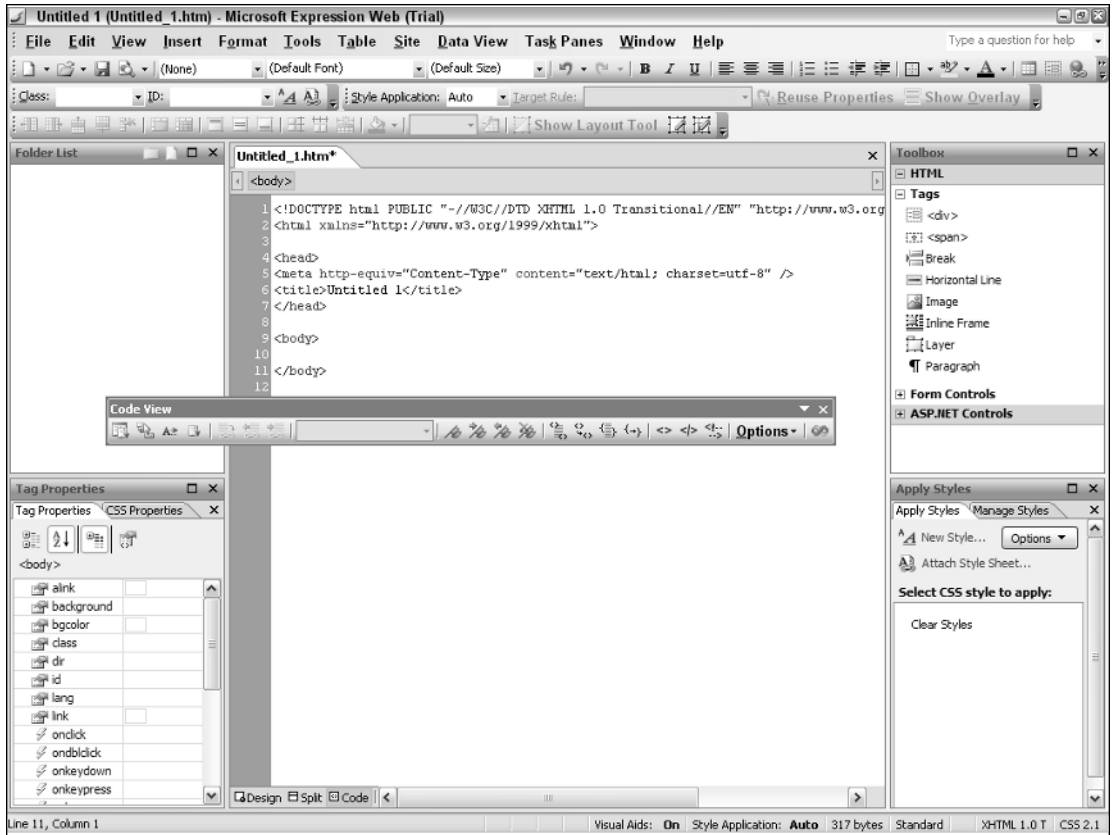 Untitled 1 (Untitled_1.htm) - Microsoft Expression Web (Trial)
File Edit View Insert Format Tools Table Site Data View Task Panes Window Help Type a question for help
(None) (Default Font) (Default Size) B I U
Class: ID: Style Application: Auto Target Rule: Reuse Properties Show Overlay
Show Layout Tool
Folder List
Untitled_1.htm*
<body>
1 <!DOCTYPE html PUBLIC "-//W3C//DTD XHTML 1.0 Transitional//EN" "http://www.w3.org
2 <html xmlns="http://www.w3.org/1999/xhtml">
3
4 <head>
5 <meta http-equiv="Content-Type" content="text/html; charset=utf-8" />
6 <title>Untitled 1</title>
7 </head>
8
9 <body>
10
11 </body>
12
Code View
Options
Toolbox
HTML
Tags
<div>
<span>
Break
Horizontal Line
Image
Inline Frame
Layer
Paragraph
Form Controls
ASP.NET Controls
Tag Properties
Tag Properties CSS Properties
<body>
alink
background
bgcolor
class
dir
id
lang
link
onclick
ondblclick
onkeydown
onkeypress
Design Split Code
Apply Styles
Apply Styles Manage Styles
New Style... Options
Attach Style Sheet...
Select CSS style to apply:
Clear Styles
Line 11, Column 1 Visual Aids: On Style Application: Auto 317 bytes Standard XHTML 1.0 T CSS 2.1